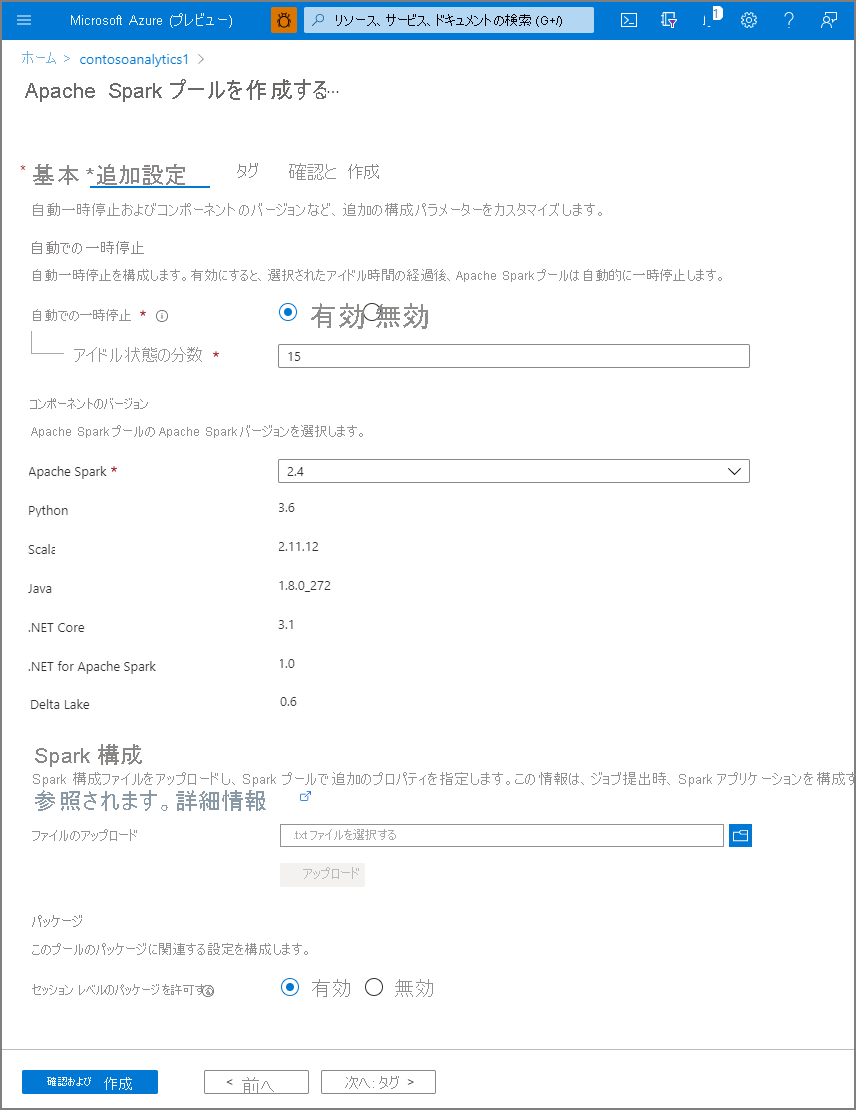 Microsoft Azure (プレビュー)
リソース、サービス、ドキュメントの検索 (G+/)
1
?
ホーム > contosoanalytics1 >
Apache Spark プールを作成する…
* 基本 *追加設定 タグ 確認と 作成
自動一時停止およびコンポーネントのバージョンなど、追加の構成パラメーターをカスタマイズします。
自動での一時停止
自動一時停止を構成します。有効にすると、選択されたアイドル時間の経過後、Apache Sparkプールは自動的に一時停止します。
自動での一時停止 * 有効 無効
アイドル状態の分数 * 15
コンポーネントのバージョン
Apache SparkプールのApache Sparkバージョンを選択します。
Apache Spark * 2.4
Python 3.6
Scala 2.11.12
Java 1.8.0_272
.NET Core 3.1
.NET for Apache Spark 1.0
Delta Lake 0.6
Spark 構成
Spark 構成ファイルをアップロードし、Spark プールで追加のプロパティを指定します。この情報は、ジョブ提出時、Spark アプリケーションを構成す
参照されます。詳細情報
ファイルのアップロード .txtファイルを選択する
アップロード
パッケージ
このプールのパッケージに関連する設定を構成します。
セッション レベルのパッケージを許可する 有効 無効
確認および 作成 < 前へ 次へ: タグ >